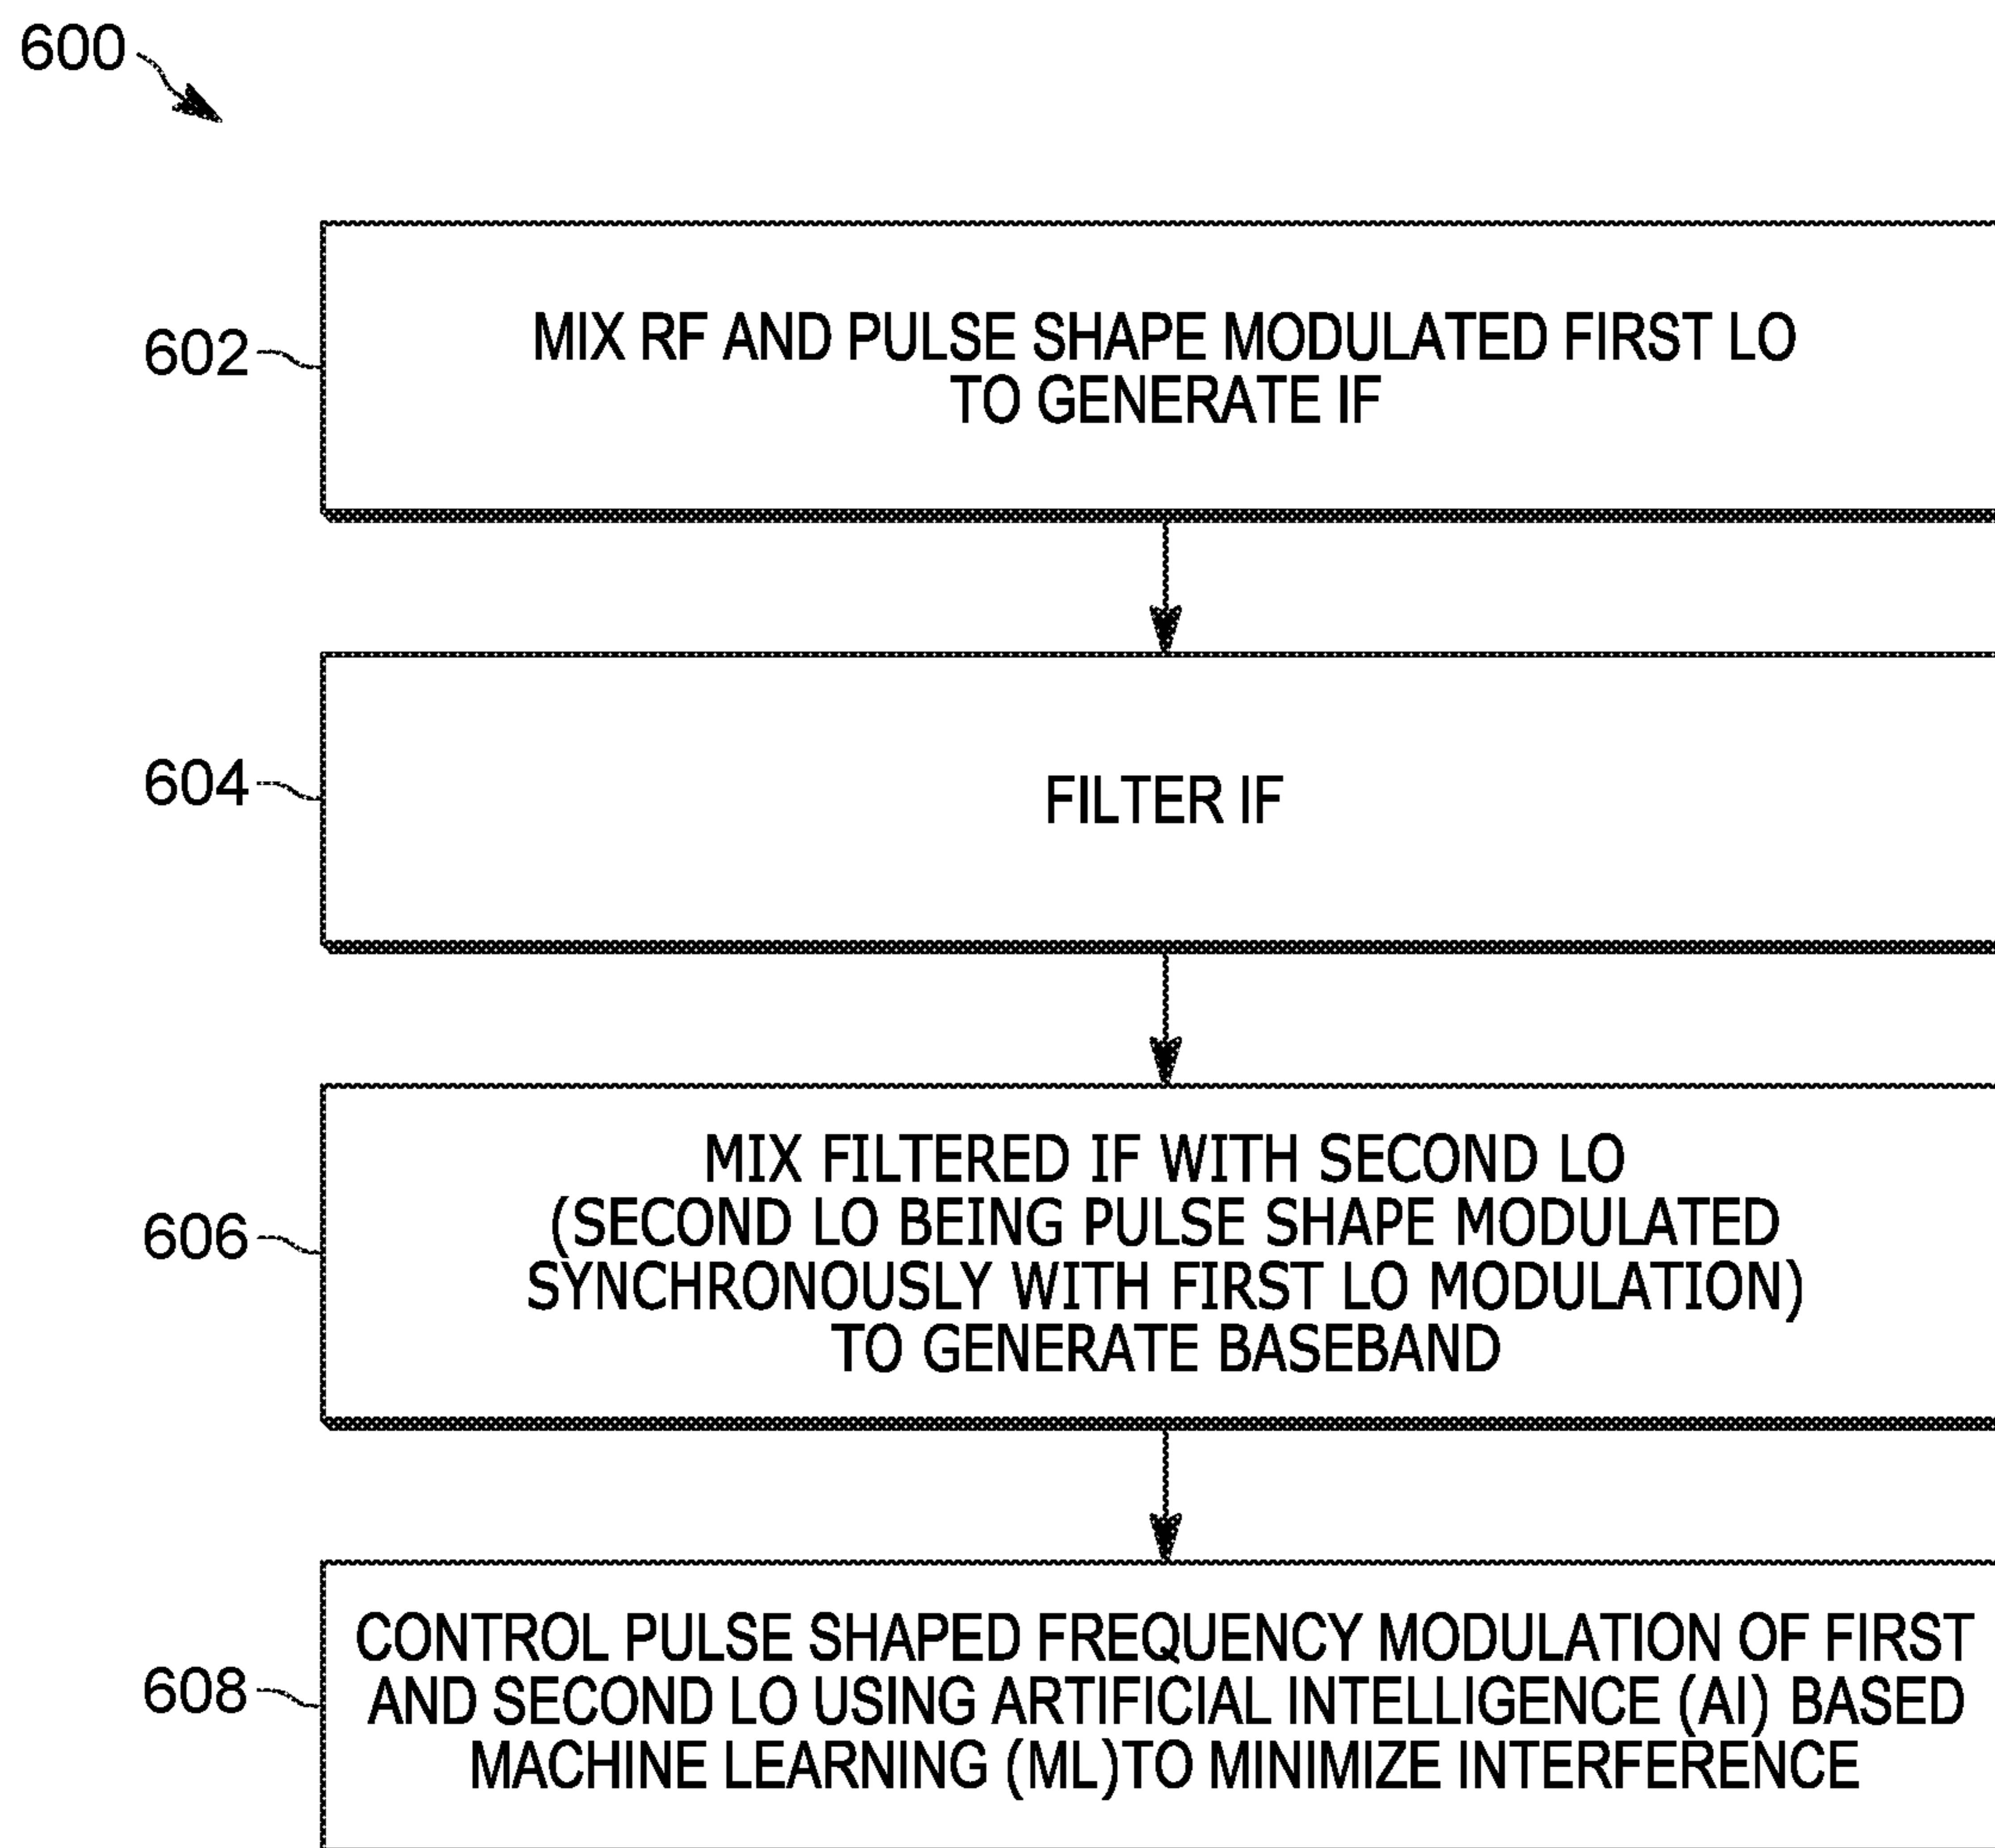 600
602
MIX RF AND PULSE SHAPE MODULATED FIRST LO
TO GENERATE IF
604
FILTER IF
606
MIX FILTERED IF WITH SECOND LO
(SECOND LO BEING PULSE SHAPE MODULATED
SYNCHRONOUSLY WITH FIRST LO MODULATION)
TO GENERATE BASEBAND
608
CONTROL PULSE SHAPED FREQUENCY MODULATION OF FIRST
AND SECOND LO USING ARTIFICIAL INTELLIGENCE (AI) BASED
MACHINE LEARNING (ML)TO MINIMIZE INTERFERENCE